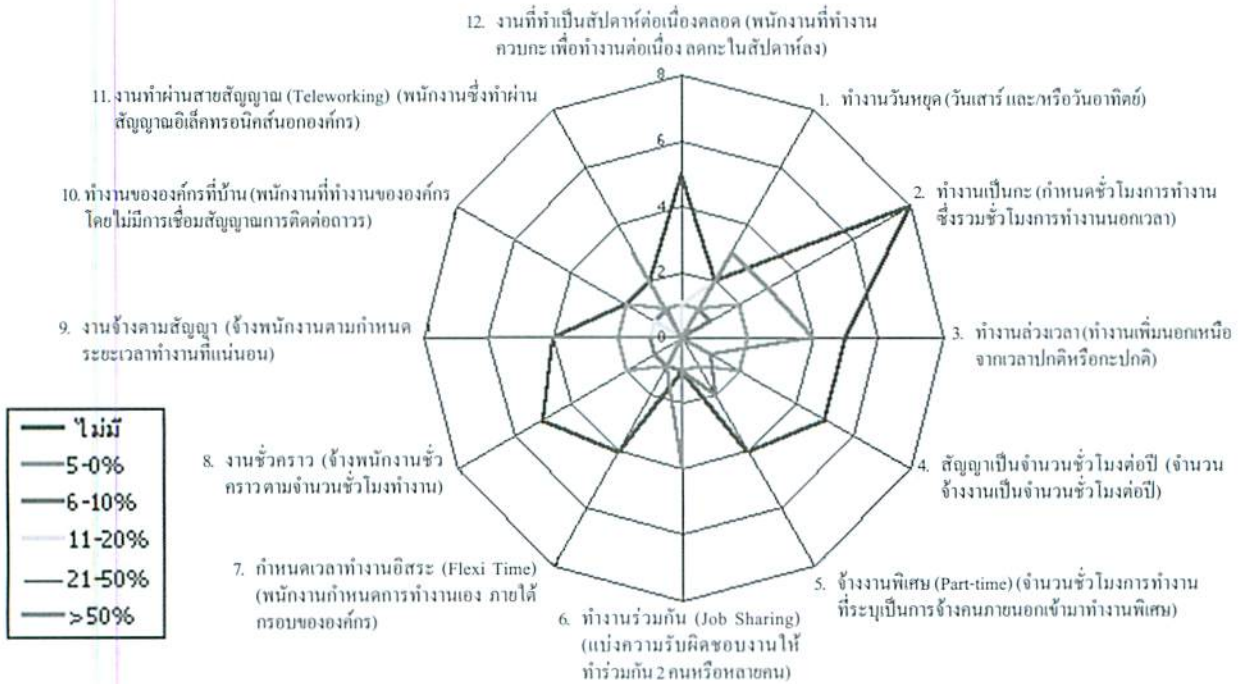 12. งานที่ทำเป็นสัปดาห์ต่อเนื่องตลอด (พนักงานที่ทำงาน
ควบกะ เพื่อทำงานต่อเนื่อง ลดกะในสัปดาห์ลง)
8
6
4
2
0
1. ทำงานวันหยุด (วันเสาร์ และ/หรือวันอาทิตย์)
2. ทำงานเป็นกะ (กำหนดชั่วโมงการทำงาน
ซึ่งรวมชั่วโมงการทำงานนอกเวลา)
3. ทำงานล่วงเวลา (ทำงานเพิ่มนอกเหนือ
จากเวลาปกติหรือกะปกติ)
4. สัญญาเป็นจำนวนชั่วโมงต่อปี (จำนวน
จ้างงานเป็นจำนวนชั่วโมงต่อปี)
5. จ้างงานพิเศษ (Part-time) (จำนวนชั่วโมงการทำงาน
ที่ระบุเป็นการจ้างคนภายนอกเข้ามาทำงานพิเศษ)
6. ทำงานร่วมกัน (Job Sharing)
(แบ่งความรับผิดชอบงานให้
ทำร่วมกัน 2 คนหรือหลายคน)
7. กำหนดเวลาทำงานอิสระ (Flexi Time)
(พนักงานกำหนดการทำงานเอง ภายใต้
กรอบขององค์กร)
8. งานชั่วคราว (จ้างพนักงานชั่ว
คราวตามจำนวนชั่วโมงทำงาน)
9. งานจ้างตามสัญญา (จ้างพนักงานตามกำหนด
ระยะเวลาทำงานที่แน่นอน)
10. ทำงานขององค์กรที่บ้าน (พนักงานที่ทำงานขององค์กร
โดยไม่มีการเชื่อมสัญญาณการติดต่อถาวร)
11. งานทำผ่านสายสัญญาณ (Teleworking) (พนักงานซึ่งทำผ่าน
สัญญาณอิเล็คทรอนิคส์นอกองค์กร)
ไม่มี
5-0%
6-10%
11-20%
21-50%
>50%